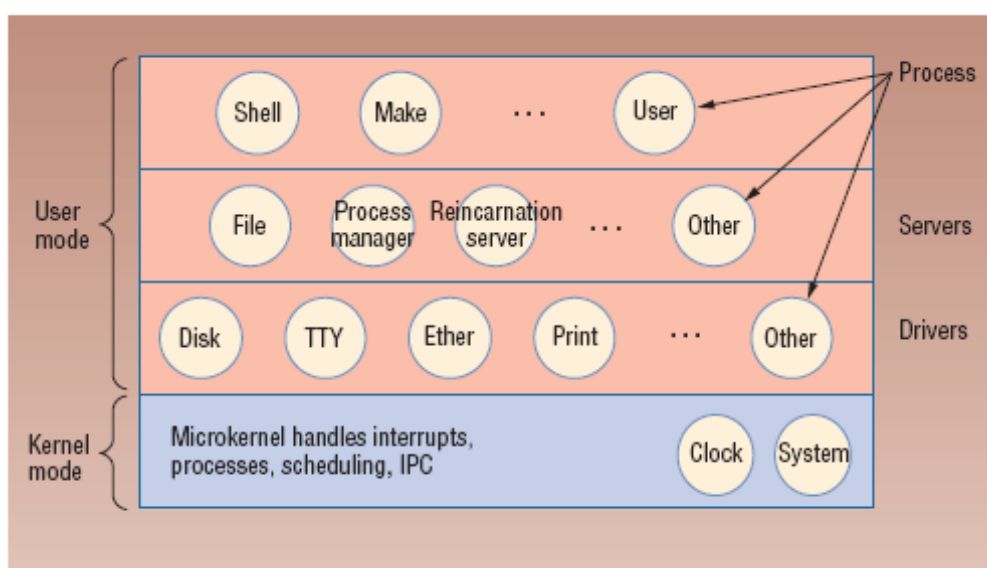 Process
Shell
Make
...
User
User
mode
File
Process
manager
Reincarnation
server
...
Other
Servers
Disk
TTY
Ether
Print
...
Other
Drivers
Kernel
mode
Microkernel handles interrupts,
processes, scheduling, IPC
Clock
System